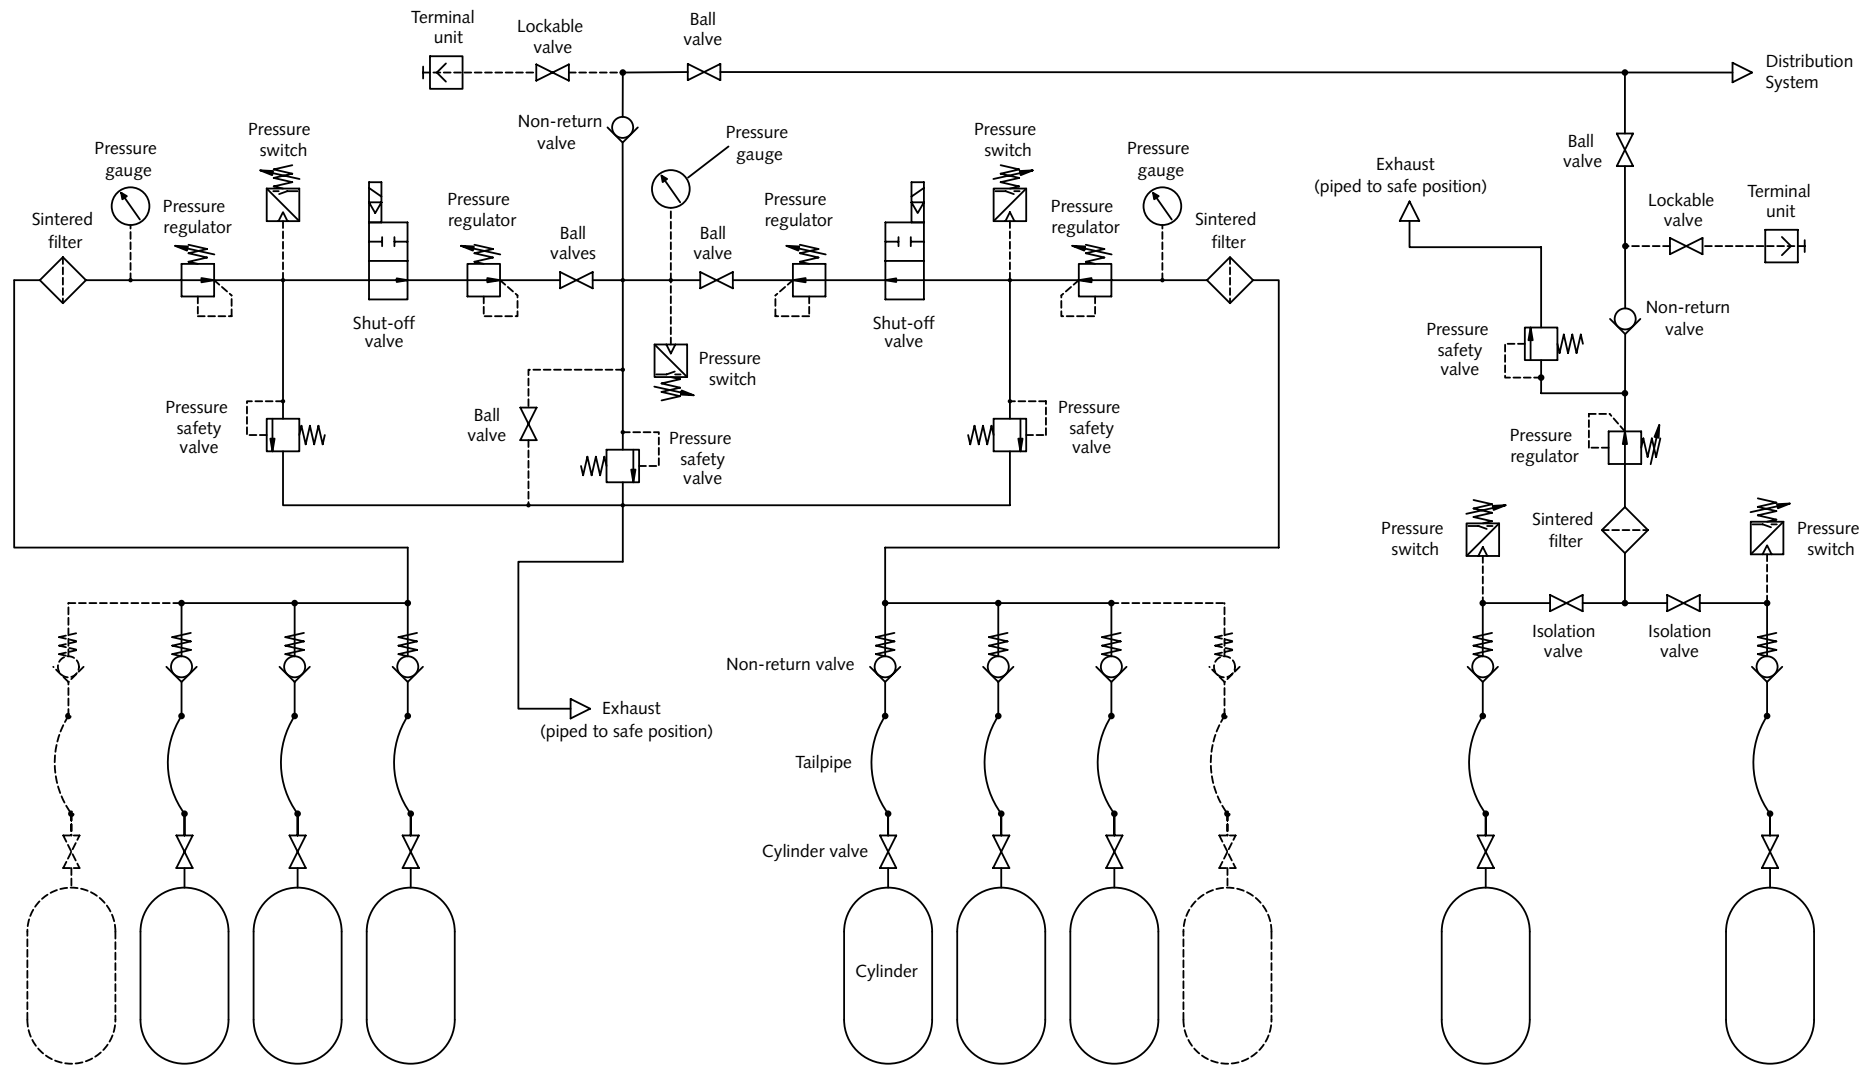 Terminal
unit
Lockable
valve
Ball
valve
Distribution
System
Non-return
valve
Pressure
gauge
Pressure
switch
Pressure
gauge
Pressure
switch
Pressure
gauge
Ball
valve
Exhaust
(piped to safe position)
Sintered
filter
Pressure
regulator
Pressure
regulator
Ball
valves
Ball
valve
Pressure
regulator
Pressure
regulator
Sintered
filter
Lockable
valve
Terminal
unit
Shut-off
valve
Shut-off
valve
Non-return
valve
Pressure
switch
Pressure
safety
valve
Pressure
safety
valve
Ball
valve
Pressure
safety
valve
Pressure
safety
valve
Pressure
regulator
Pressure
switch
Sintered
filter
Pressure
switch
Isolation
valve
Isolation
valve
Non-return valve
Exhaust
(piped to safe position)
Tailpipe
Cylinder valve
Cylinder